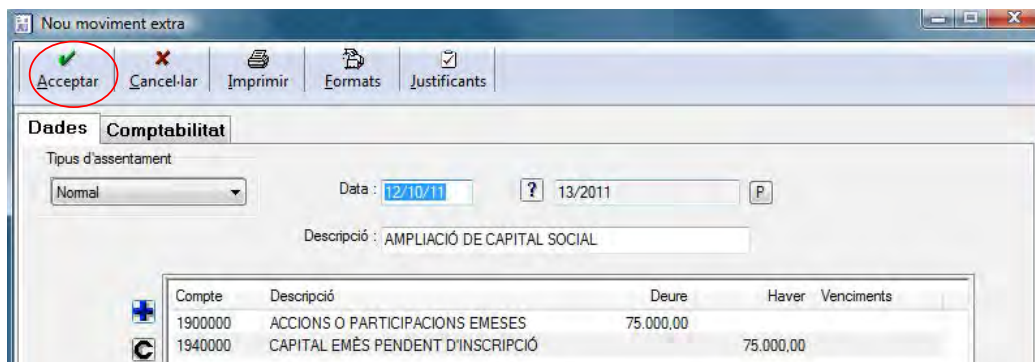 Nou moviment extra
Acceptar Cancel·lar Imprimir Formats Justificants
Dades Comptabilitat
Tipus d'assentament
Normal Data : 12/10/11 ? 13/2011 P
Descripció : AMPLIACIÓ DE CAPITAL SOCIAL
Compte Descripció Deure Haver Venciments
1900000 ACCIONS O PARTICIPACIONS EMESES 75.000,00
C 1940000 CAPITAL EMÈS PENDENT D'INSCRIPCIÓ 75.000,00